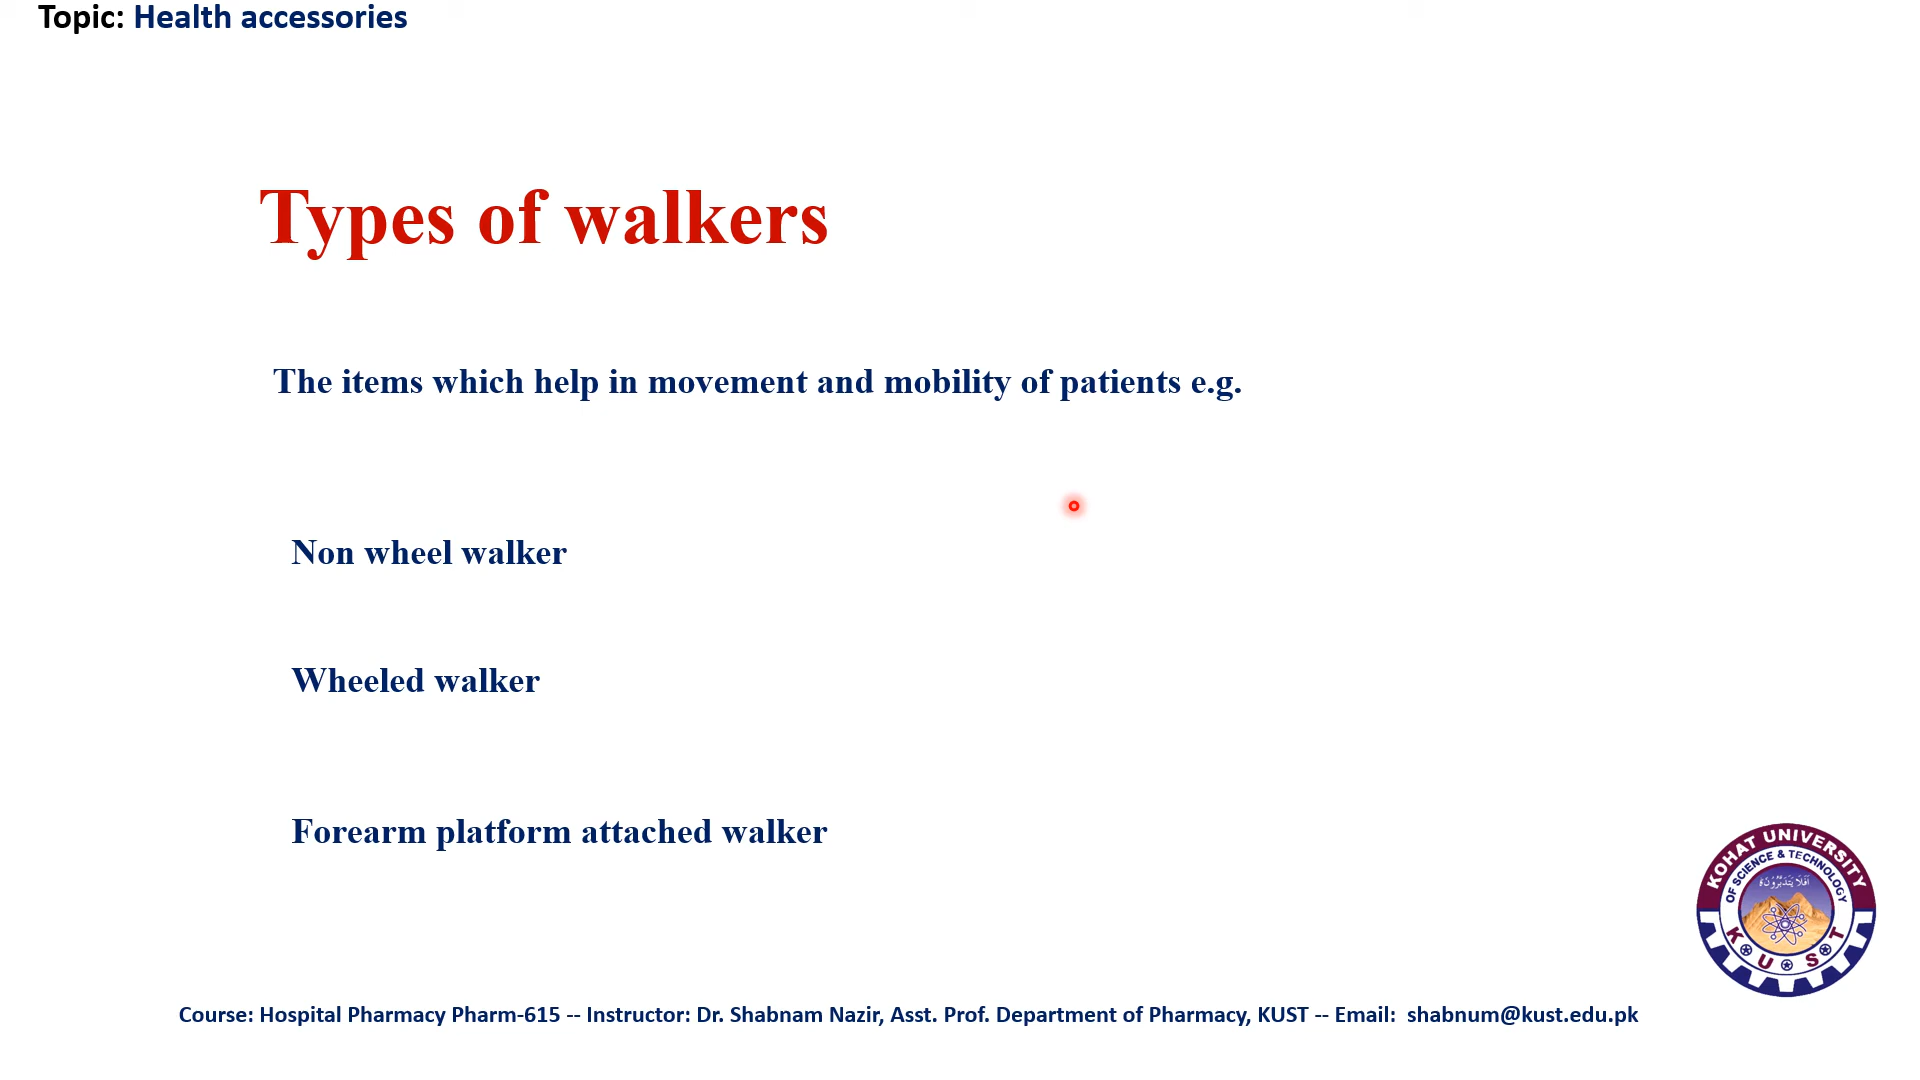 Topic: Health accessories
Types of walkers
The items which help in movement and mobility of patients e.g.
Non wheel walker
Wheeled walker
Forearm platform attached walker
KOHAT UNIVERSITY
OF SCIENCE & TECHNOLOGY
أفلا يتدبرون
K U S T
Course: Hospital Pharmacy Pharm-615 -- Instructor: Dr. Shabnam Nazir, Asst. Prof. Department of Pharmacy, KUST -- Email: shabnum@kust.edu.pk